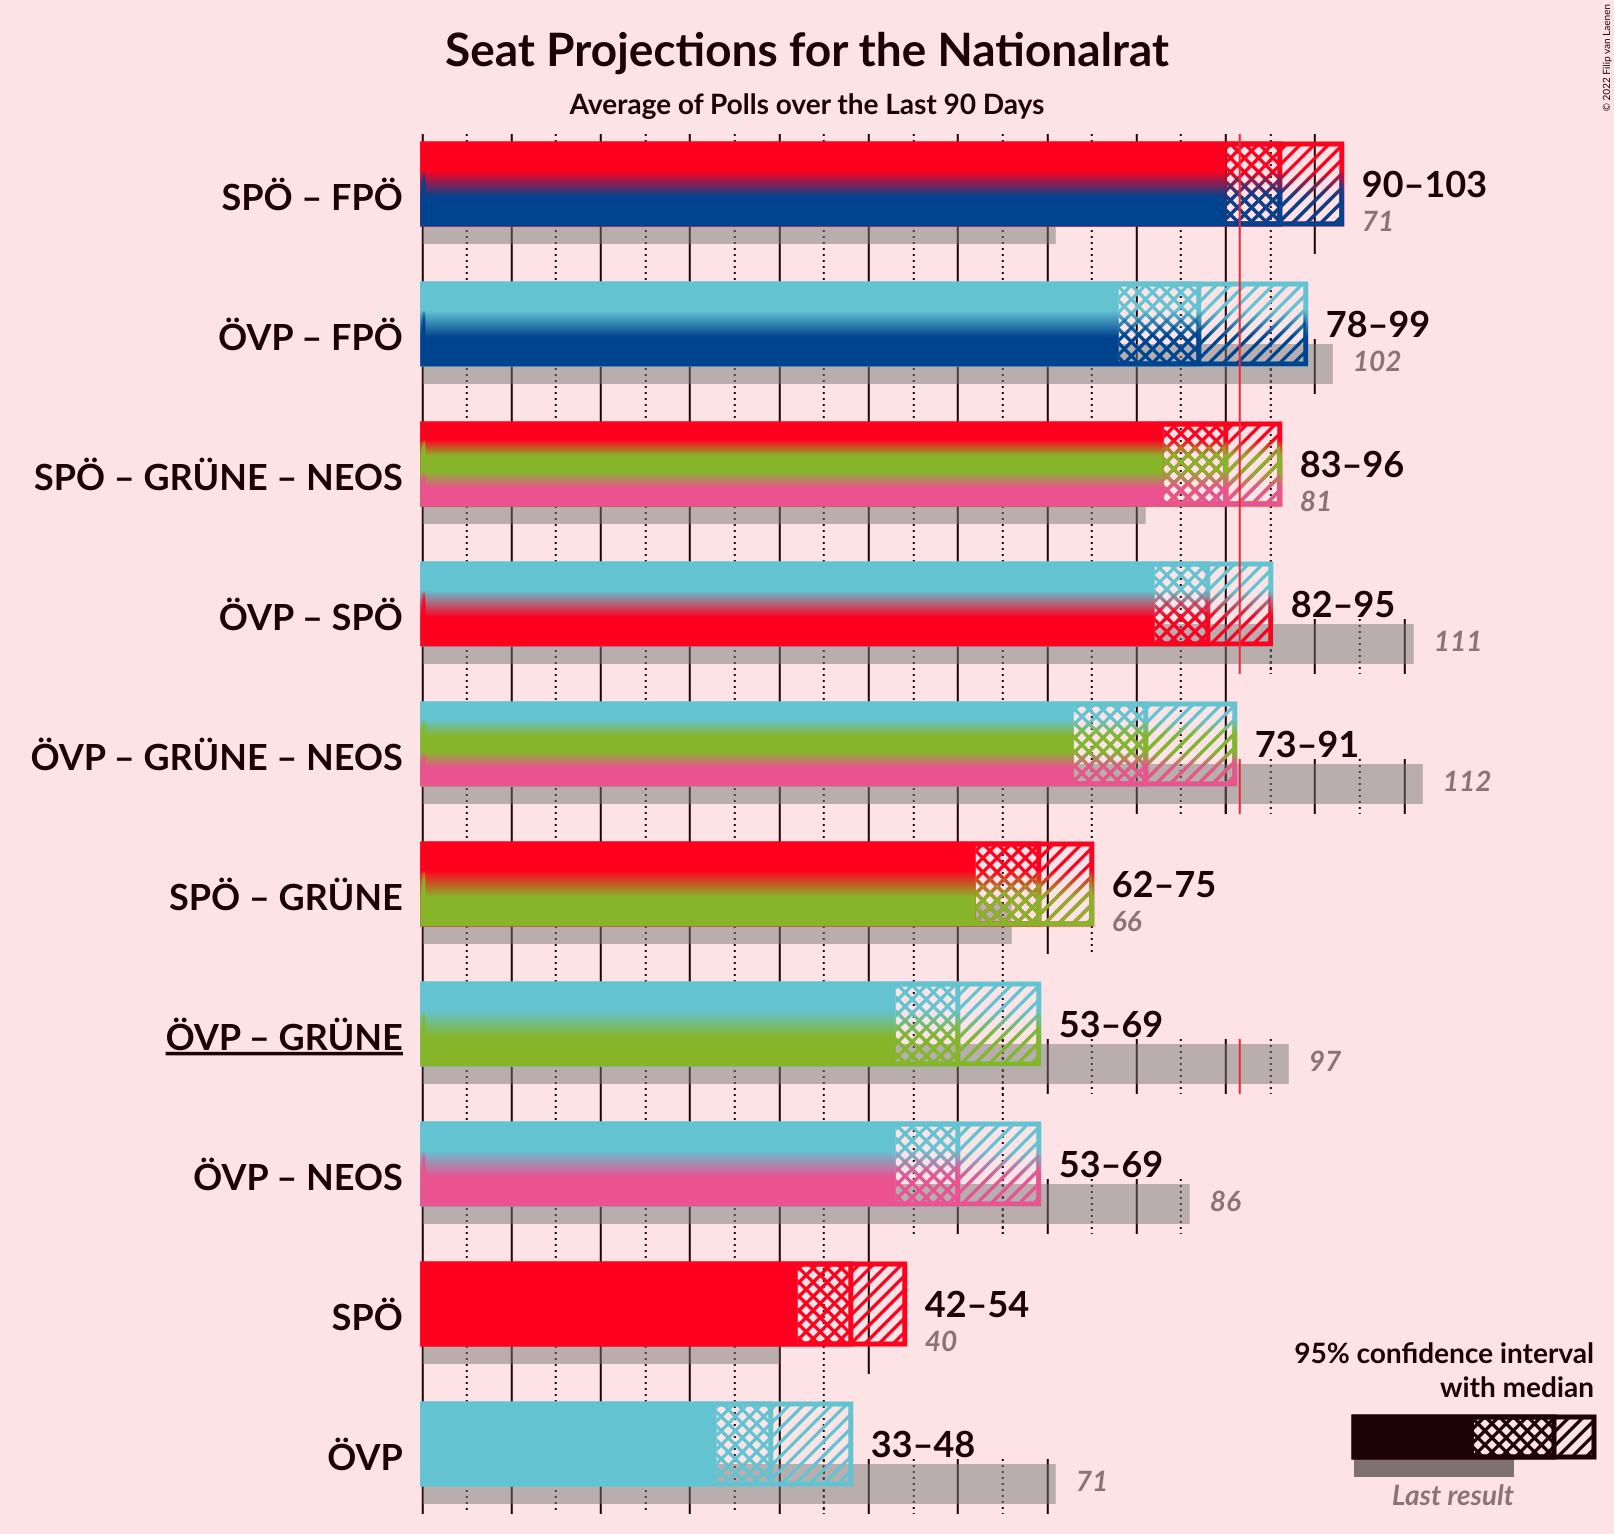 Seat Projections for the Nationalrat
Average of Polls over the Last 90 Days
© 2022 Filip van Laenen
SPÖ – FPÖ
90–103
71
ÖVP – FPÖ
78–99
102
SPÖ – GRÜNE – NEOS
83–96
81
ÖVP – SPÖ
82–95
111
ÖVP – GRÜNE – NEOS
73–91
112
SPÖ – GRÜNE
62–75
66
ÖVP – GRÜNE
53–69
97
ÖVP – NEOS
53–69
86
SPÖ
42–54
40
ÖVP
33–48
71
95% confidence interval
with median
Last result